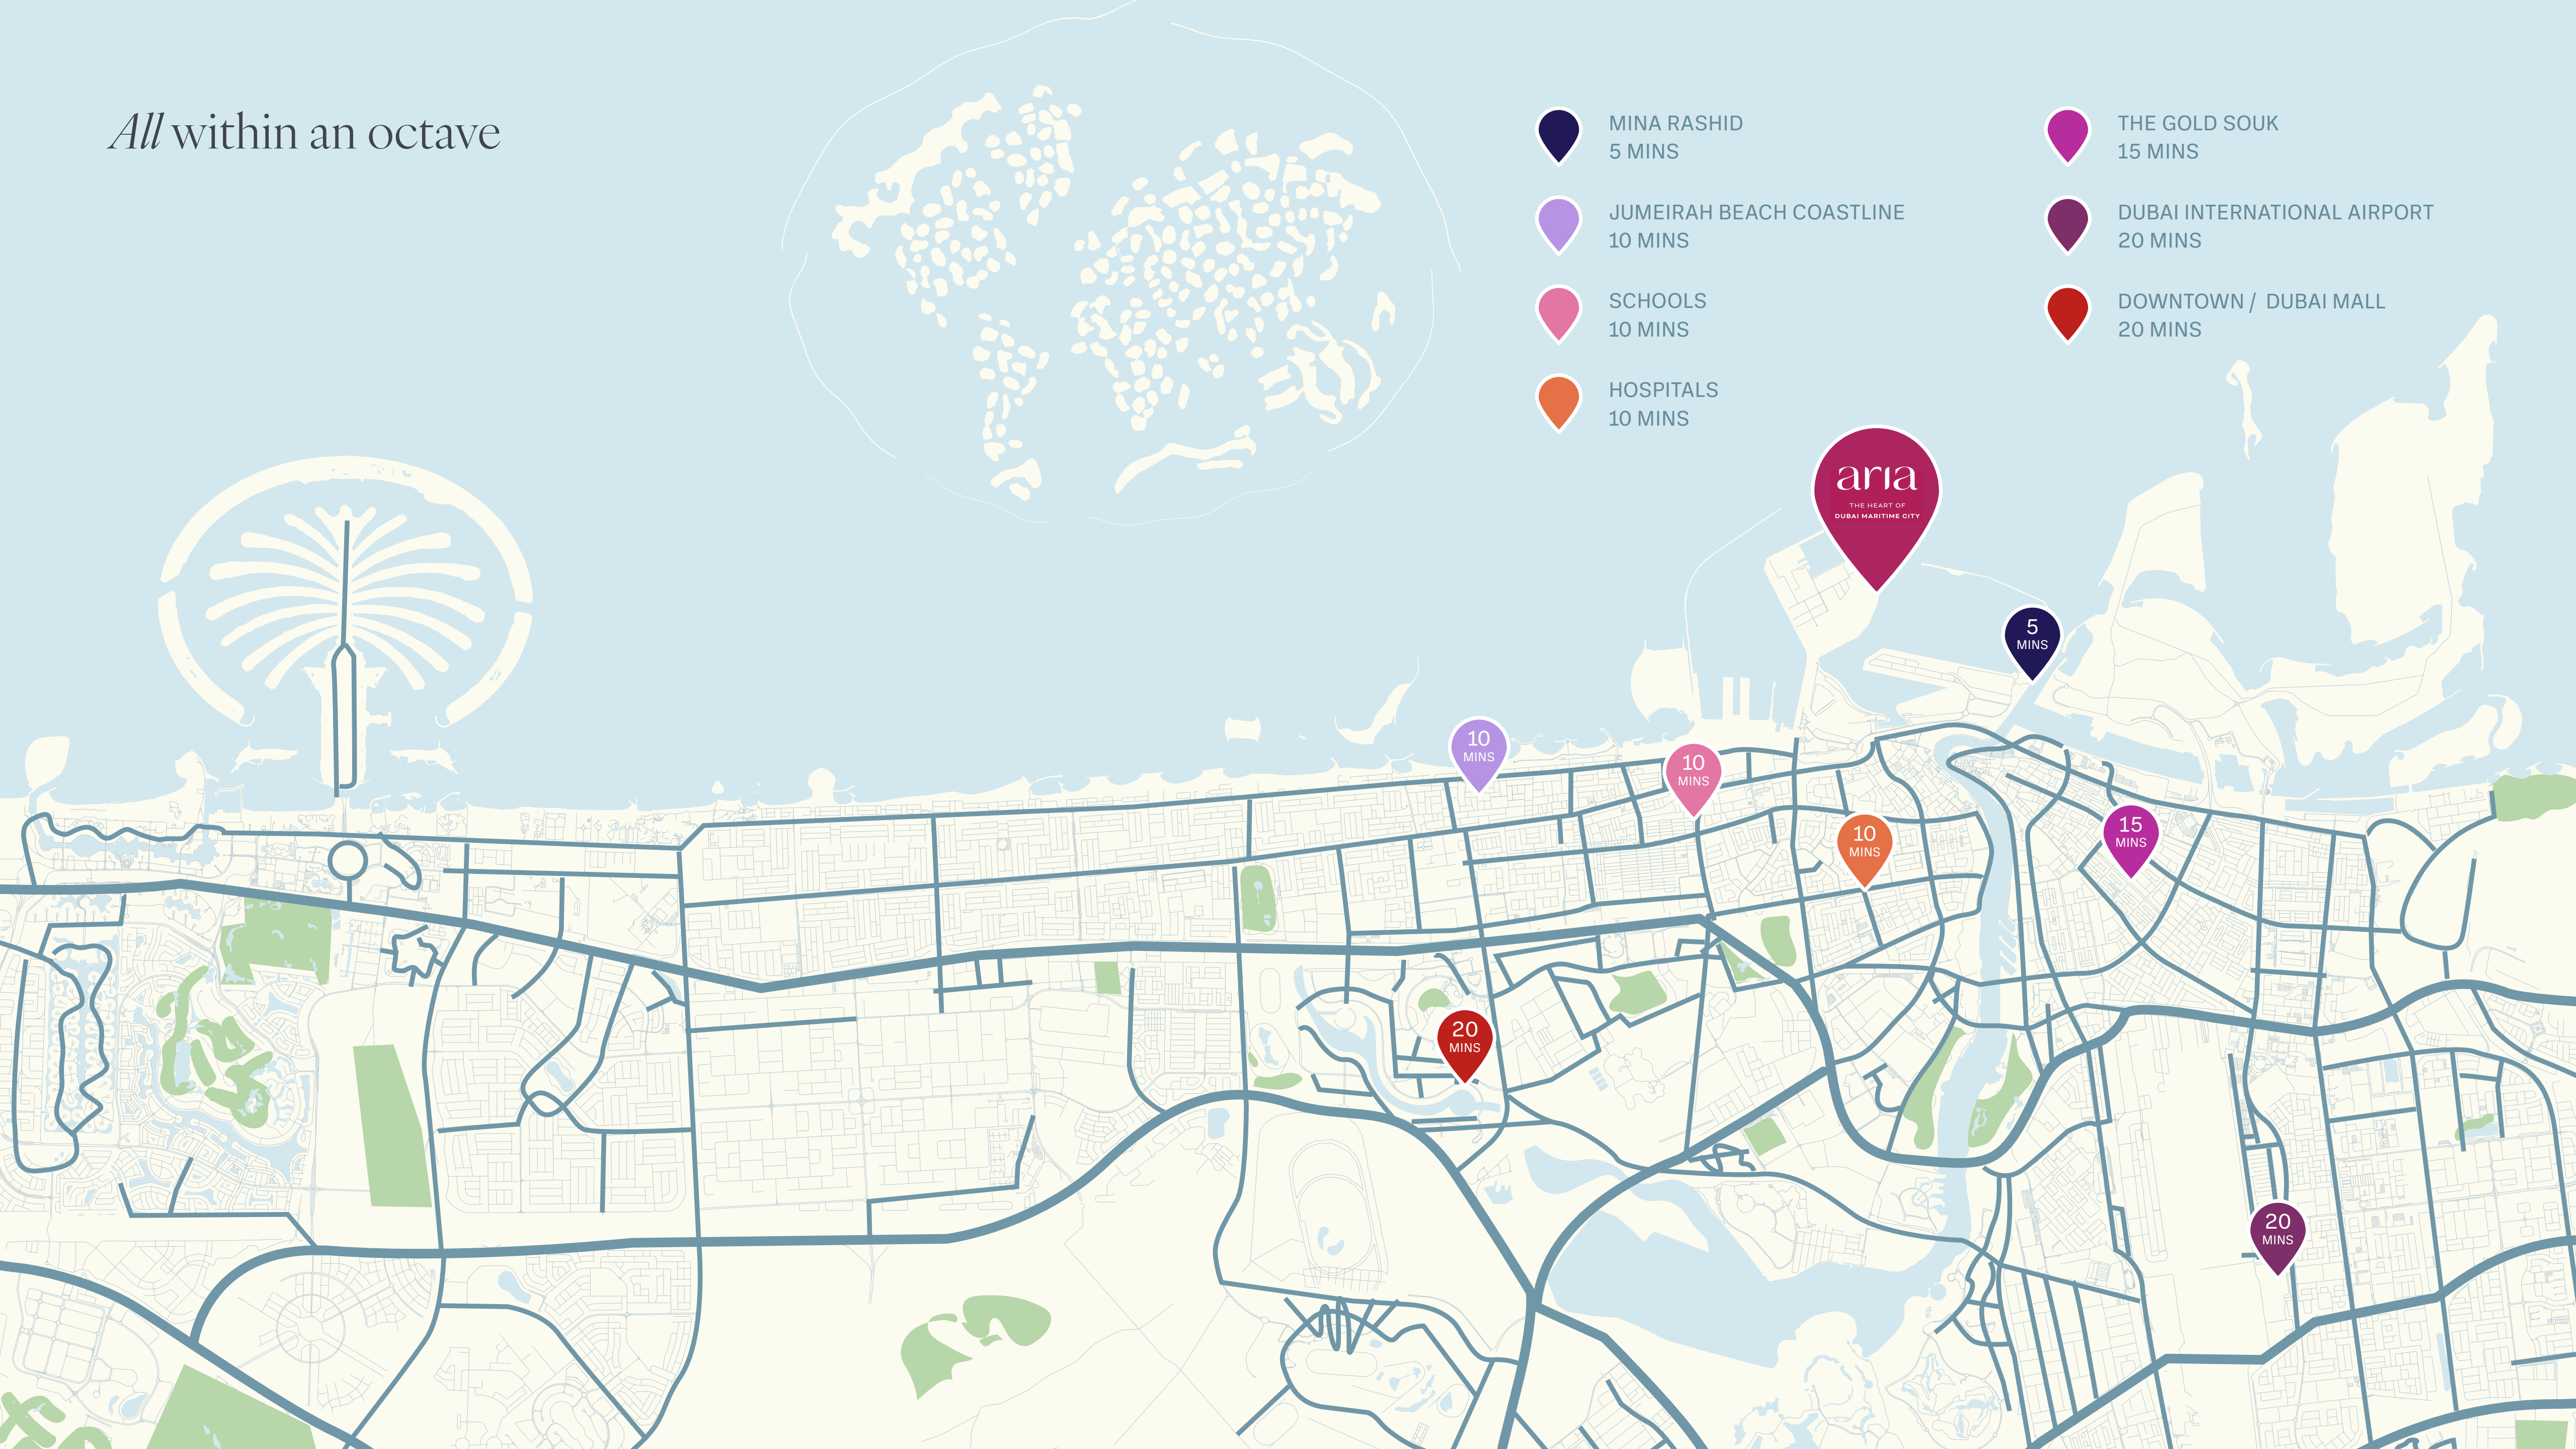 All within an octave
MINA RASHID
5 MINS
JUMEIRAH BEACH COASTLINE
10 MINS
SCHOOLS
10 MINS
HOSPITALS
10 MINS
THE GOLD SOUK
15 MINS
DUBAI INTERNATIONAL AIRPORT
20 MINS
DOWNTOWN / DUBAI MALL
20 MINS
aria
THE HEART OF
DUBAI MARITIME CITY
5
MINS
10
MINS
10
MINS
10
MINS
15
MINS
20
MINS
20
MINS